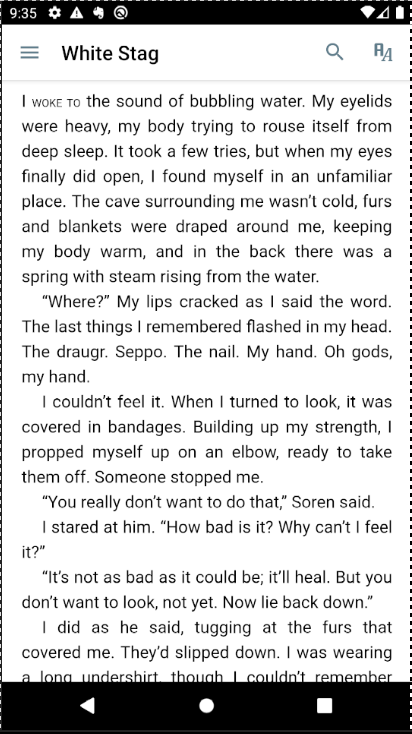 9:35
White Stag
I WOKE TO the sound of bubbling water. My eyelids
were heavy, my body trying to rouse itself from
deep sleep. It took a few tries, but when my eyes
finally did open, I found myself in an unfamiliar
place. The cave surrounding me wasn’t cold, furs
and blankets were draped around me, keeping
my body warm, and in the back there was a
spring with steam rising from the water.
“Where?” My lips cracked as I said the word.
The last things I remembered flashed in my head.
The draugr. Seppo. The nail. My hand. Oh gods,
my hand.
I couldn’t feel it. When I turned to look, it was
covered in bandages. Building up my strength, I
propped myself up on an elbow, ready to take
them off. Someone stopped me.
“You really don’t want to do that,” Soren said.
I stared at him. “How bad is it? Why can’t I feel
it?”
“It’s not as bad as it could be; it’ll heal. But you
don’t want to look, not yet. Now lie back down.”
I did as he said, tugging at the furs that
covered me. They’d slipped down. I was wearing
a long undershirt, though I couldn’t remember